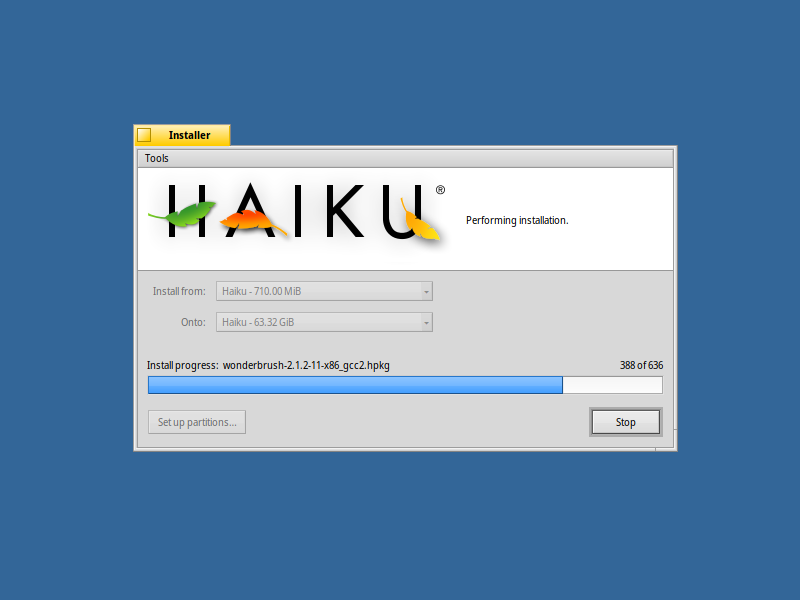 Installer
Tools
HAIKU®
Performing installation.
Install from: Haiku - 710.00 MiB
Onto: Haiku - 63.32 GiB
Install progress: wonderbrush-2.1.2-11-x86_gcc2.hpkg 388 of 636
Set up partitions... Stop